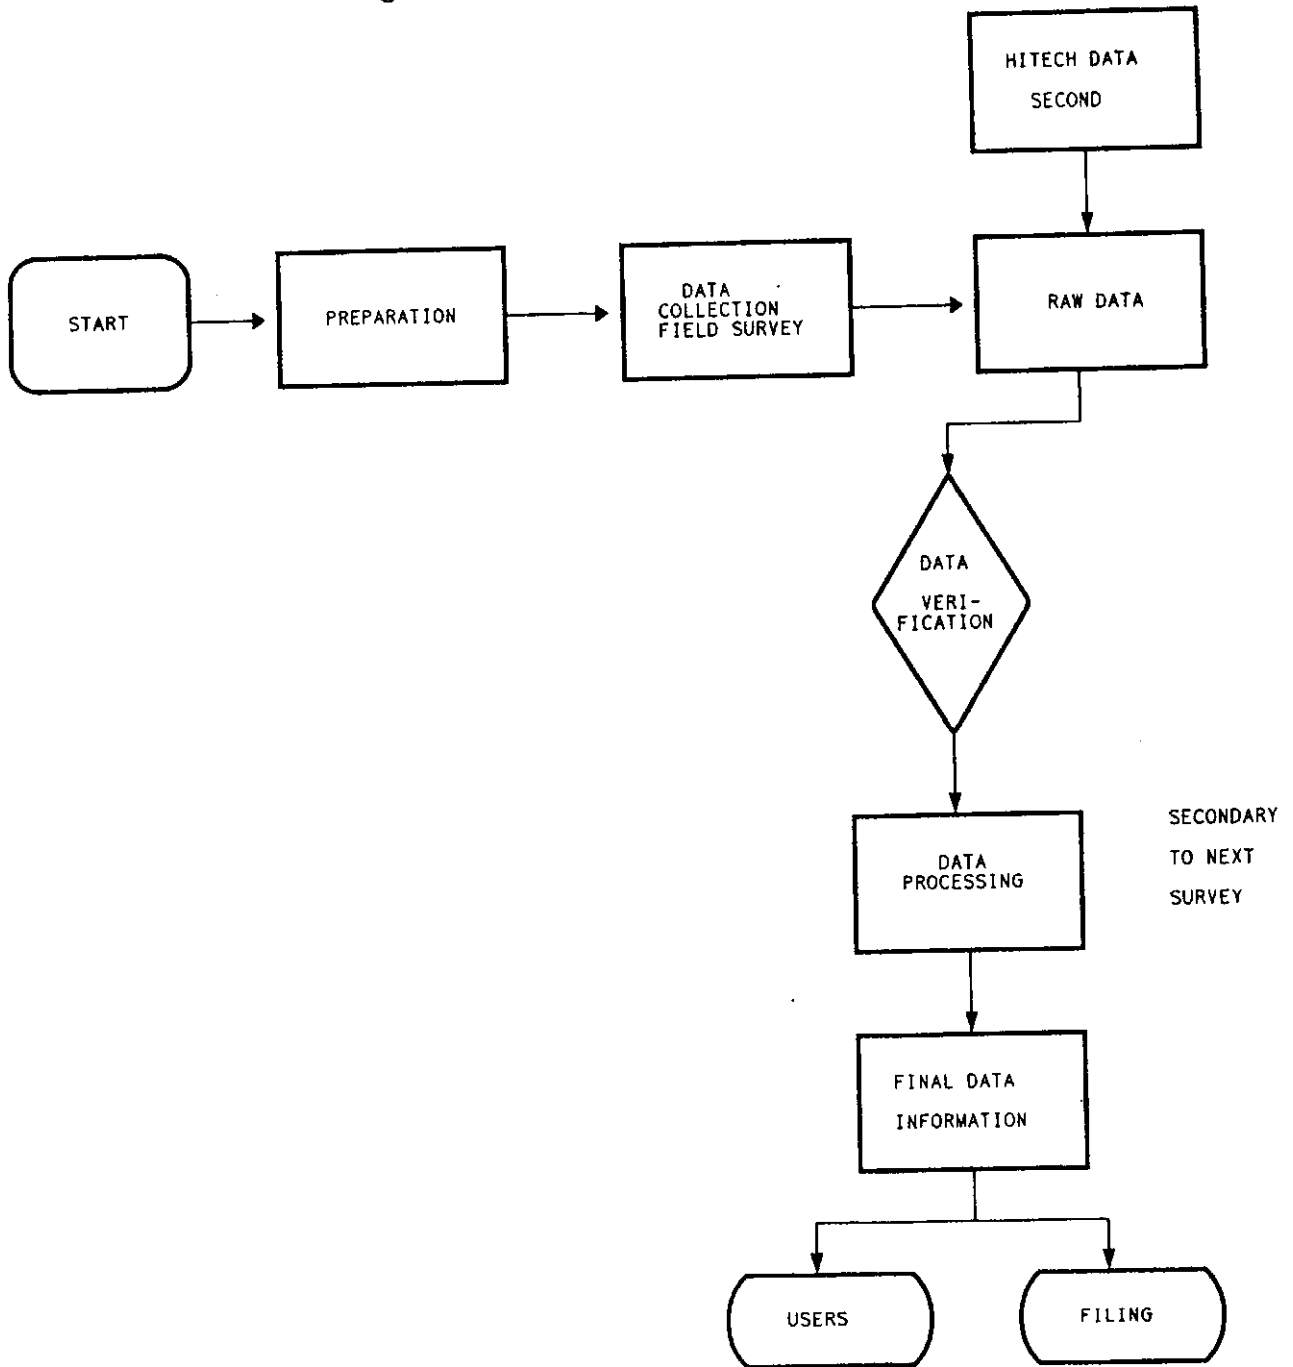 HITECH DATA
SECOND
START
PREPARATION
DATA
COLLECTION
FIELD SURVEY
RAW DATA
DATA
VERI-
FICATION
DATA
PROCESSING
SECONDARY
TO NEXT
SURVEY
FINAL DATA
INFORMATION
USERS
FILING